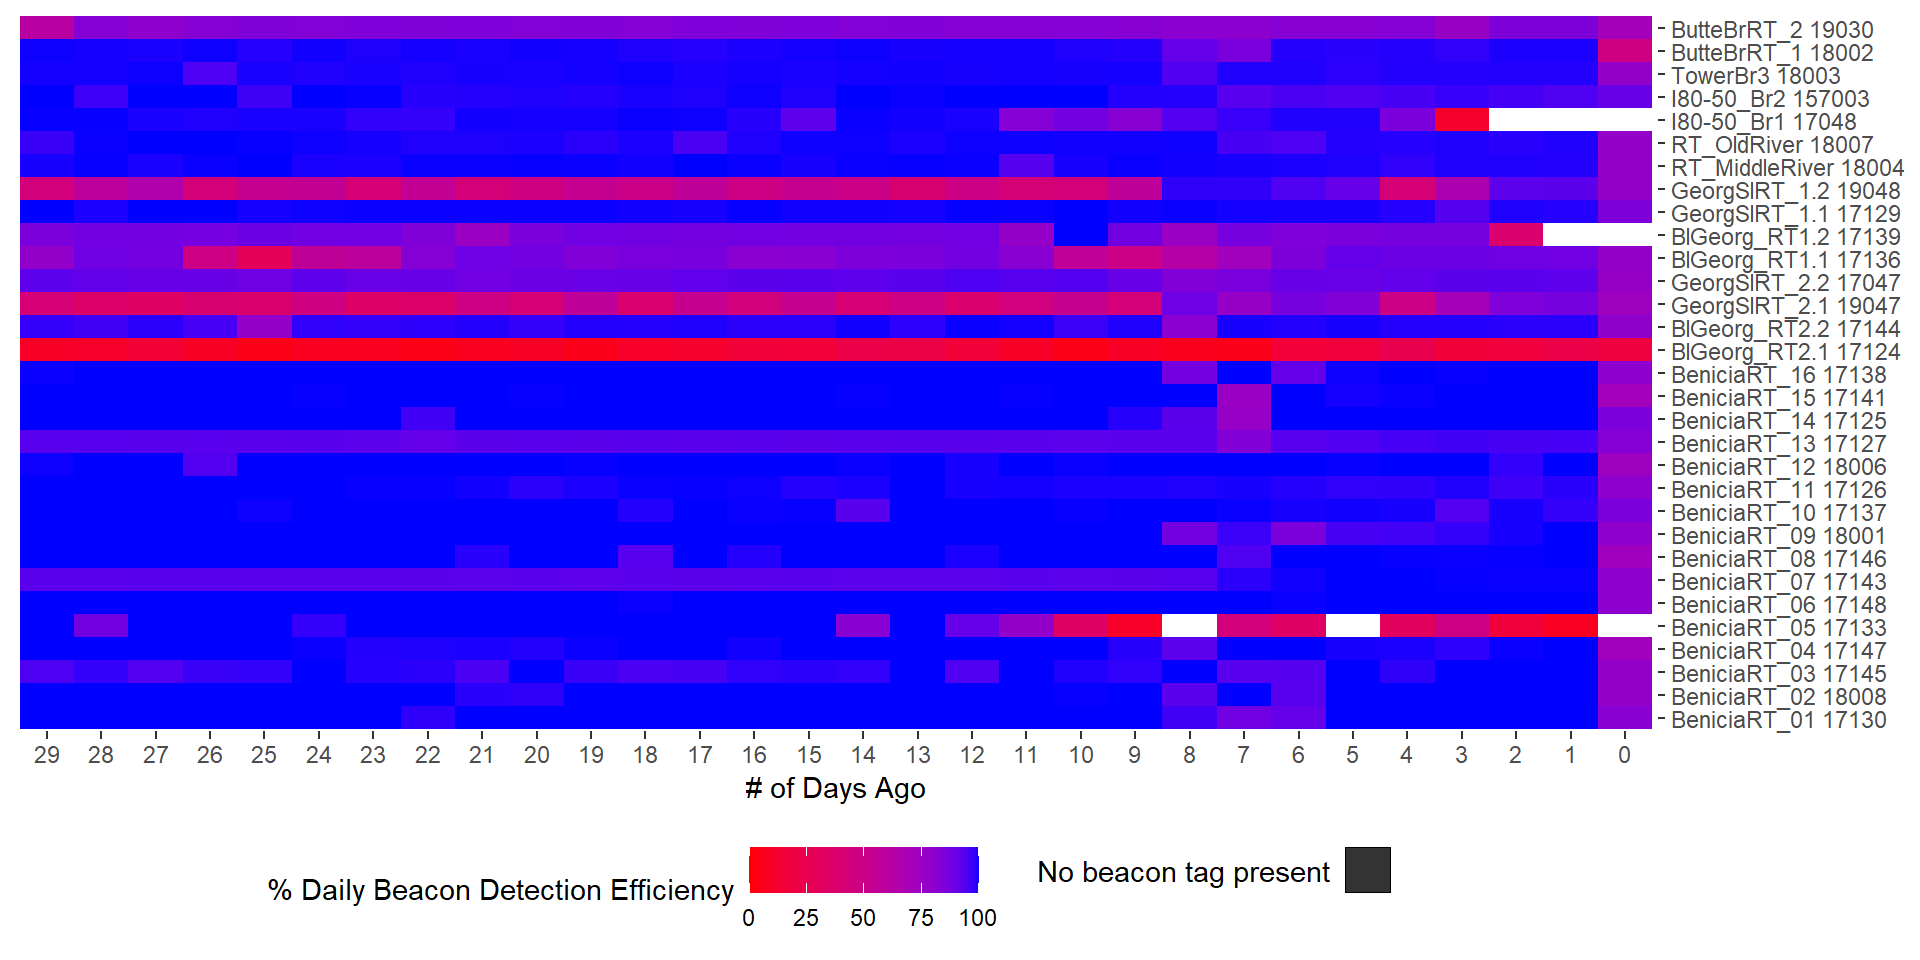 ButteBrRT_2 19030
ButteBrRT_1 18002
TowerBr3 18003
I80-50_Br2 157003
I80-50_Br1 17048
RT_OldRiver 18007
RT_MiddleRiver 18004
GeorgSlRT_1.2 19048
GeorgSlRT_1.1 17129
BlGeorg_RT1.2 17139
BlGeorg_RT1.1 17136
GeorgSlRT_2.2 17047
GeorgSlRT_2.1 19047
BlGeorg_RT2.2 17144
BlGeorg_RT2.1 17124
BeniciaRT_16 17138
BeniciaRT_15 17141
BeniciaRT_14 17125
BeniciaRT_13 17127
BeniciaRT_12 18006
BeniciaRT_11 17126
BeniciaRT_10 17137
BeniciaRT_09 18001
BeniciaRT_08 17146
BeniciaRT_07 17143
BeniciaRT_06 17148
BeniciaRT_05 17133
BeniciaRT_04 17147
BeniciaRT_03 17145
BeniciaRT_02 18008
BeniciaRT_01 17130
29 28 27 26 25 24 23 22 21 20 19 18 17 16 15 14 13 12 11 10 9 8 7 6 5 4 3 2 1 0
# of Days Ago
% Daily Beacon Detection Efficiency
0 25 50 75 100
No beacon tag present